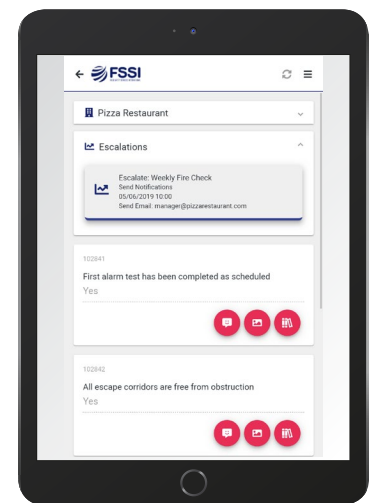 FSSI
Pizza Restaurant
Escalations
Escalate: Weekly Fire Check
Send Notifications
05/06/2019 10:00
Send Email: manager@pizzarestaurant.com
102841
First alarm test has been completed as scheduled
Yes
102842
All escape corridors are free from obstruction
Yes